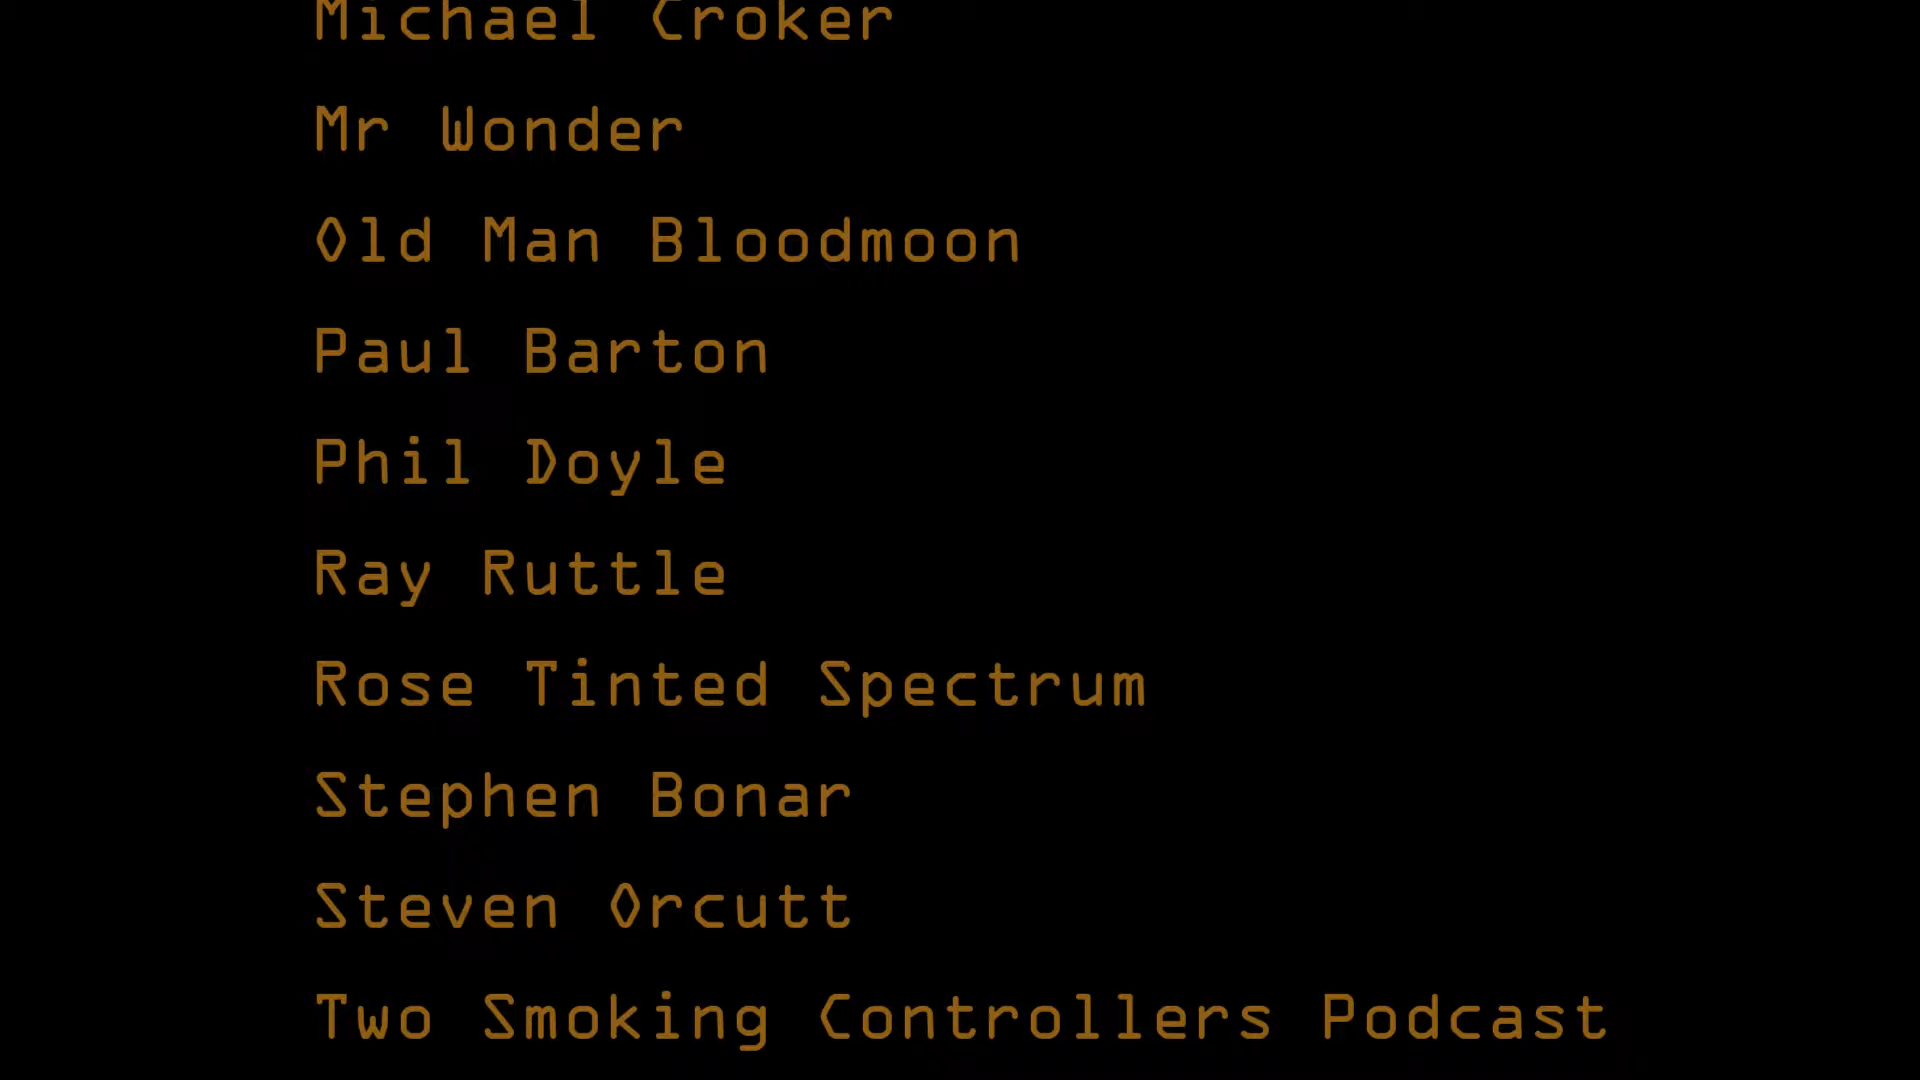 Michael Croker
Mr Wonder
Old Man Bloodmoon
Paul Barton
Phil Doyle
Ray Ruttle
Rose Tinted Spectrum
Stephen Bonar
Steven Orcutt
Two Smoking Controllers Podcast